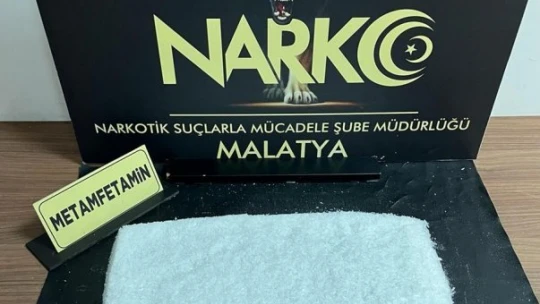 NARKO
NARKOTİK SUÇLARLA MÜCADELE ŞUBE MÜDÜRLÜĞÜ
MALATYA
METAMFETAMİN